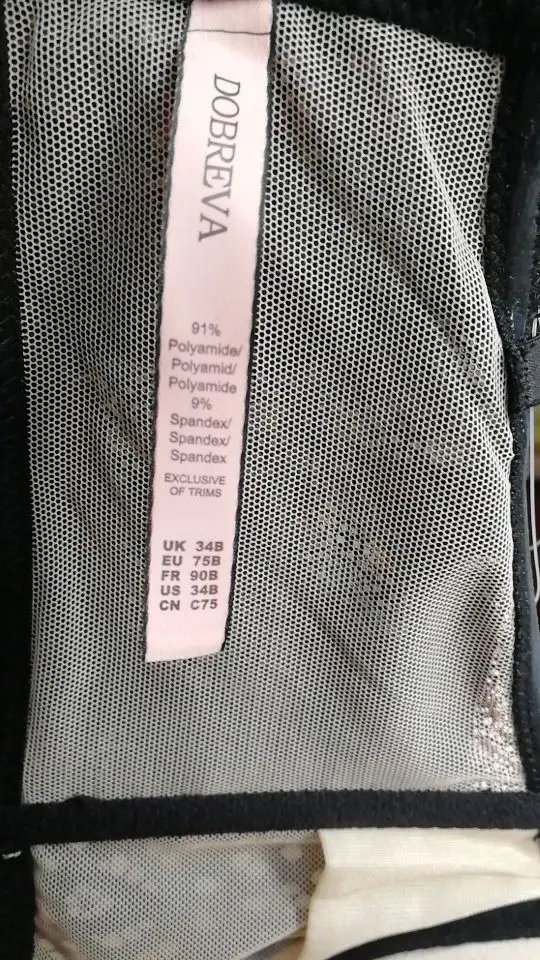 DOBREVA
91%
Polyamide/
Polyamid/
Polyamide
9%
Spandex/
Spandex/
Spandex
EXCLUSIVE
OF TRIMS
UK 34B
EU 75B
FR 90B
US 34B
CN C75